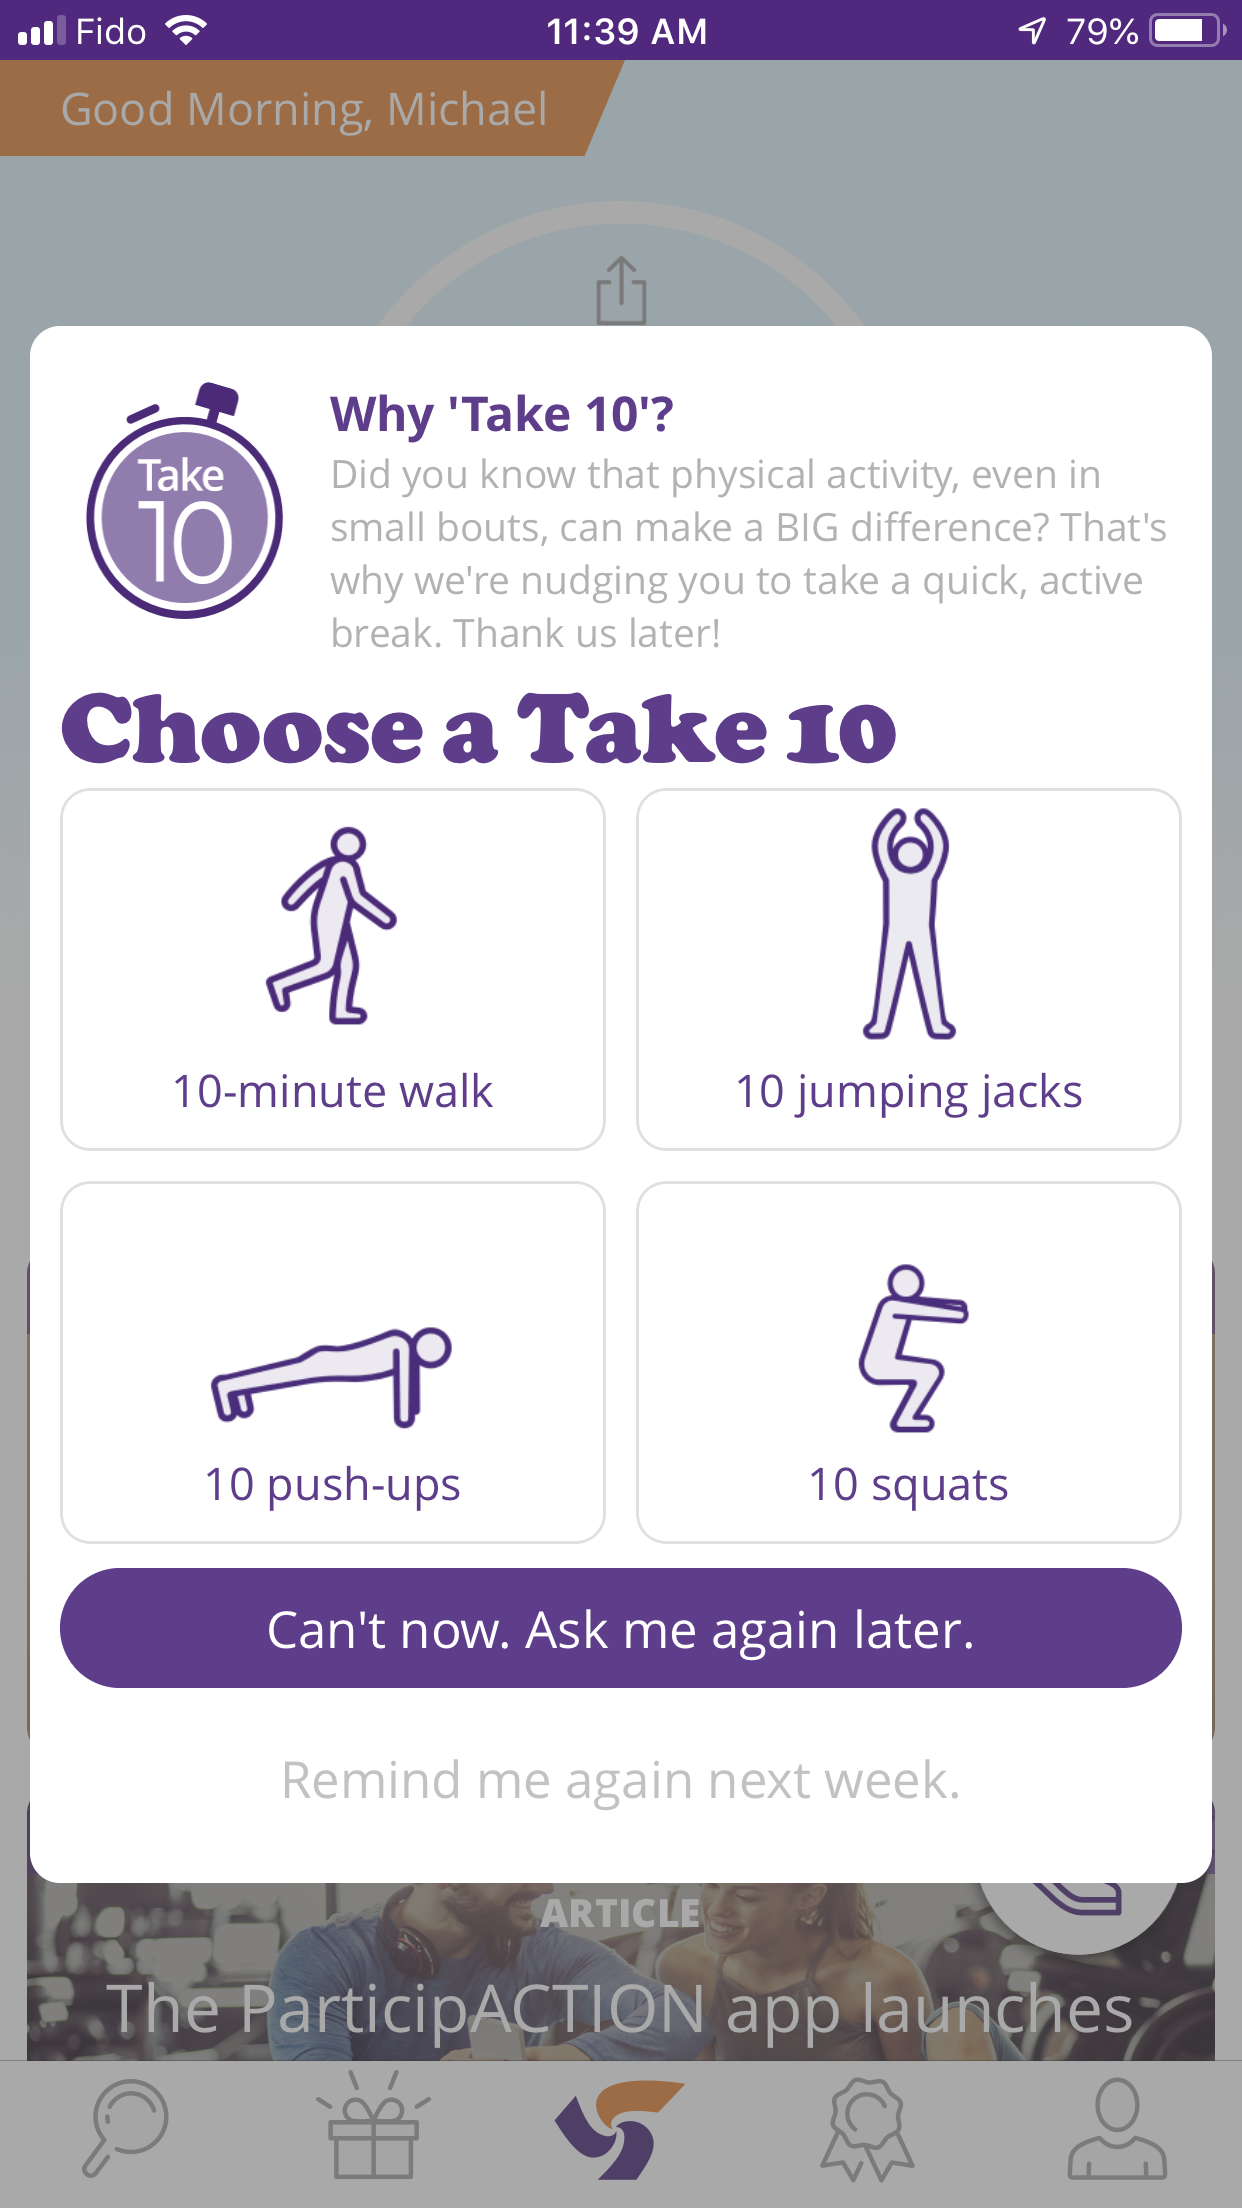 Fido
11:39 AM
79%
Good Morning, Michael
Why 'Take 10'?
Take
10
Did you know that physical activity, even in
small bouts, can make a BIG difference? That's
why we're nudging you to take a quick, active
break. Thank us later!
Choose a Take 10
10-minute walk
10 jumping jacks
10 push-ups
10 squats
Can't now. Ask me again later.
Remind me again next week.
ARTICLE
The ParticipACTION app launches